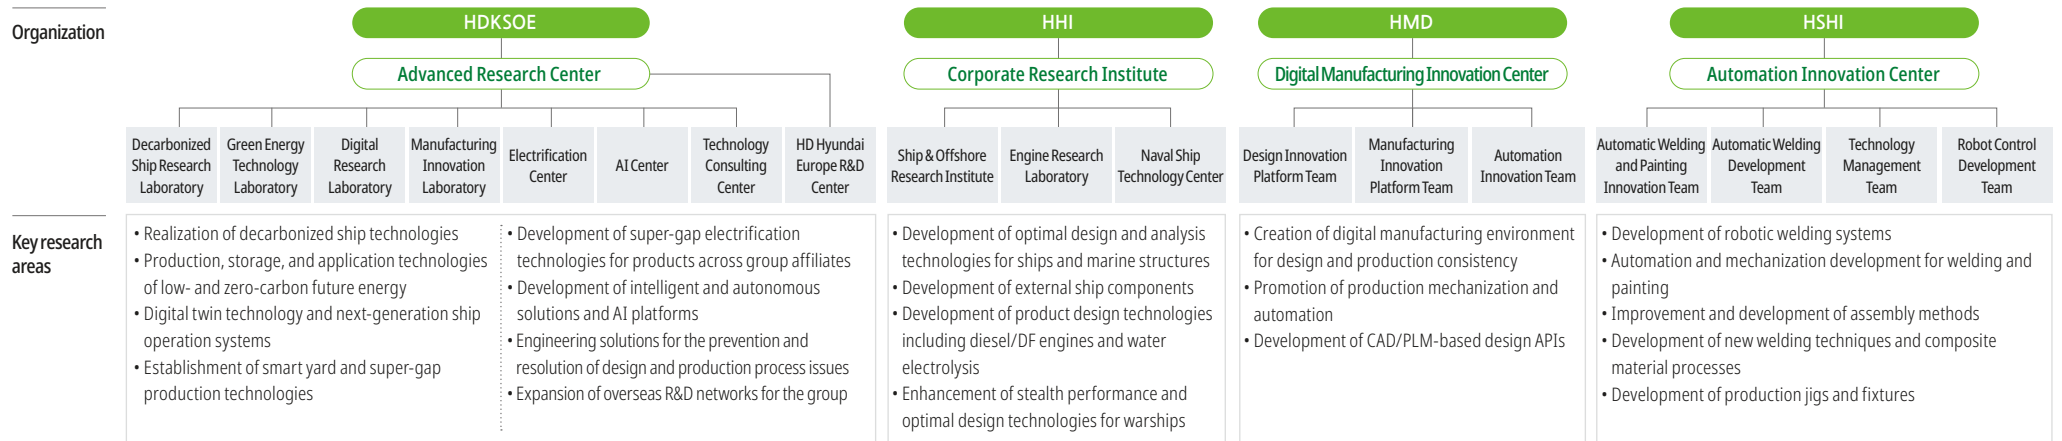 Organization
HDKSOE
HHI
HMD
HSHI
Advanced Research Center
Corporate Research Institute
Digital Manufacturing Innovation Center
Automation Innovation Center
Decarbonized
Ship Research
Laboratory
Green Energy
Technology
Laboratory
Digital
Research
Laboratory
Manufacturing
Innovation
Laboratory
Electrification
Center
AI Center
Technology
Consulting
Center
HD Hyundai
Europe R&D
Center
Ship & Offshore
Research Institute
Engine Research
Laboratory
Naval Ship
Technology Center
Design Innovation
Platform Team
Manufacturing
Innovation
Platform Team
Automation
Innovation Team
Automatic Welding
and Painting
Innovation Team
Automatic Welding
Development
Team
Technology
Management
Team
Robot Control
Development
Team
Key research
areas
• Realization of decarbonized ship technologies
• Production, storage, and application technologies
of low- and zero-carbon future energy
• Digital twin technology and next-generation ship
operation systems
• Establishment of smart yard and super-gap
production technologies
• Development of super-gap electrification
technologies for products across group affiliates
• Development of intelligent and autonomous
solutions and AI platforms
• Engineering solutions for the prevention and
resolution of design and production process issues
• Expansion of overseas R&D networks for the group
• Development of optimal design and analysis
technologies for ships and marine structures
• Development of external ship components
• Development of product design technologies
including diesel/DF engines and water
electrolysis
• Enhancement of stealth performance and
optimal design technologies for warships
• Creation of digital manufacturing environment
for design and production consistency
• Promotion of production mechanization and
automation
• Development of CAD/PLM-based design APIs
• Development of robotic welding systems
• Automation and mechanization development for welding and
painting
• Improvement and development of assembly methods
• Development of new welding techniques and composite
material processes
• Development of production jigs and fixtures